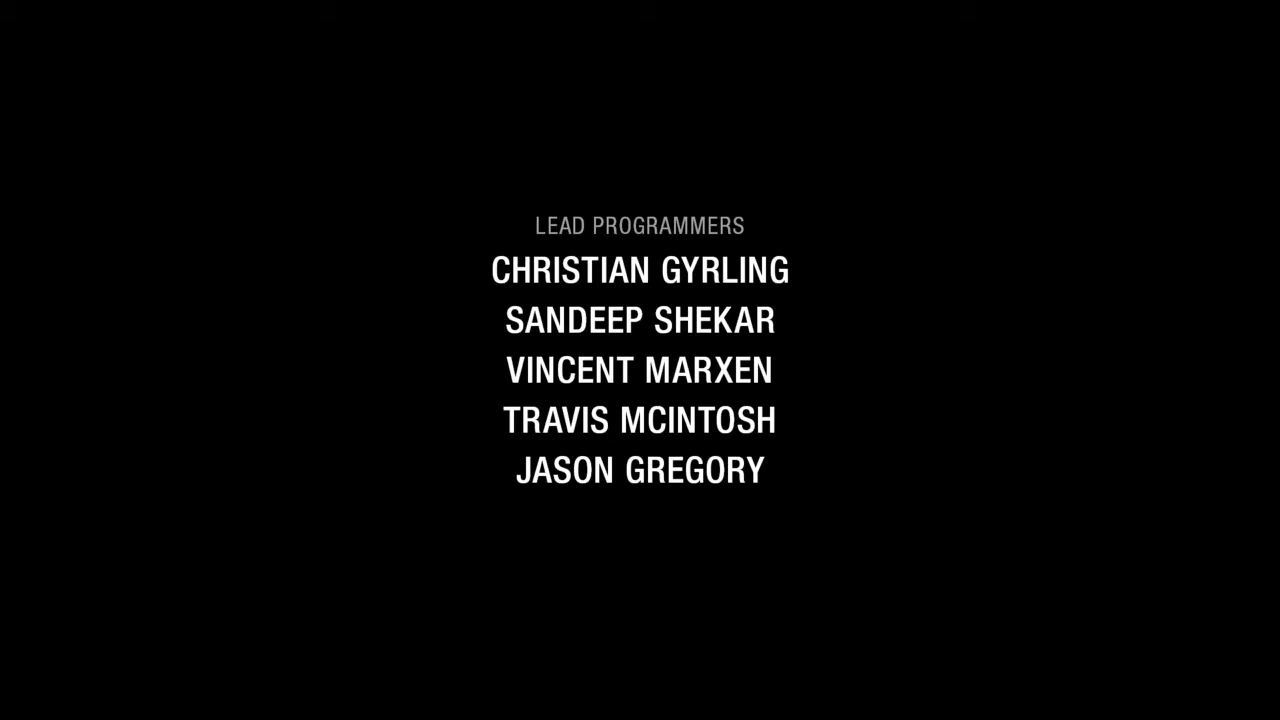 LEAD PROGRAMMERS
CHRISTIAN GYRLING
SANDEEP SHEKAR
VINCENT MARXEN
TRAVIS MCINTOSH
JASON GREGORY